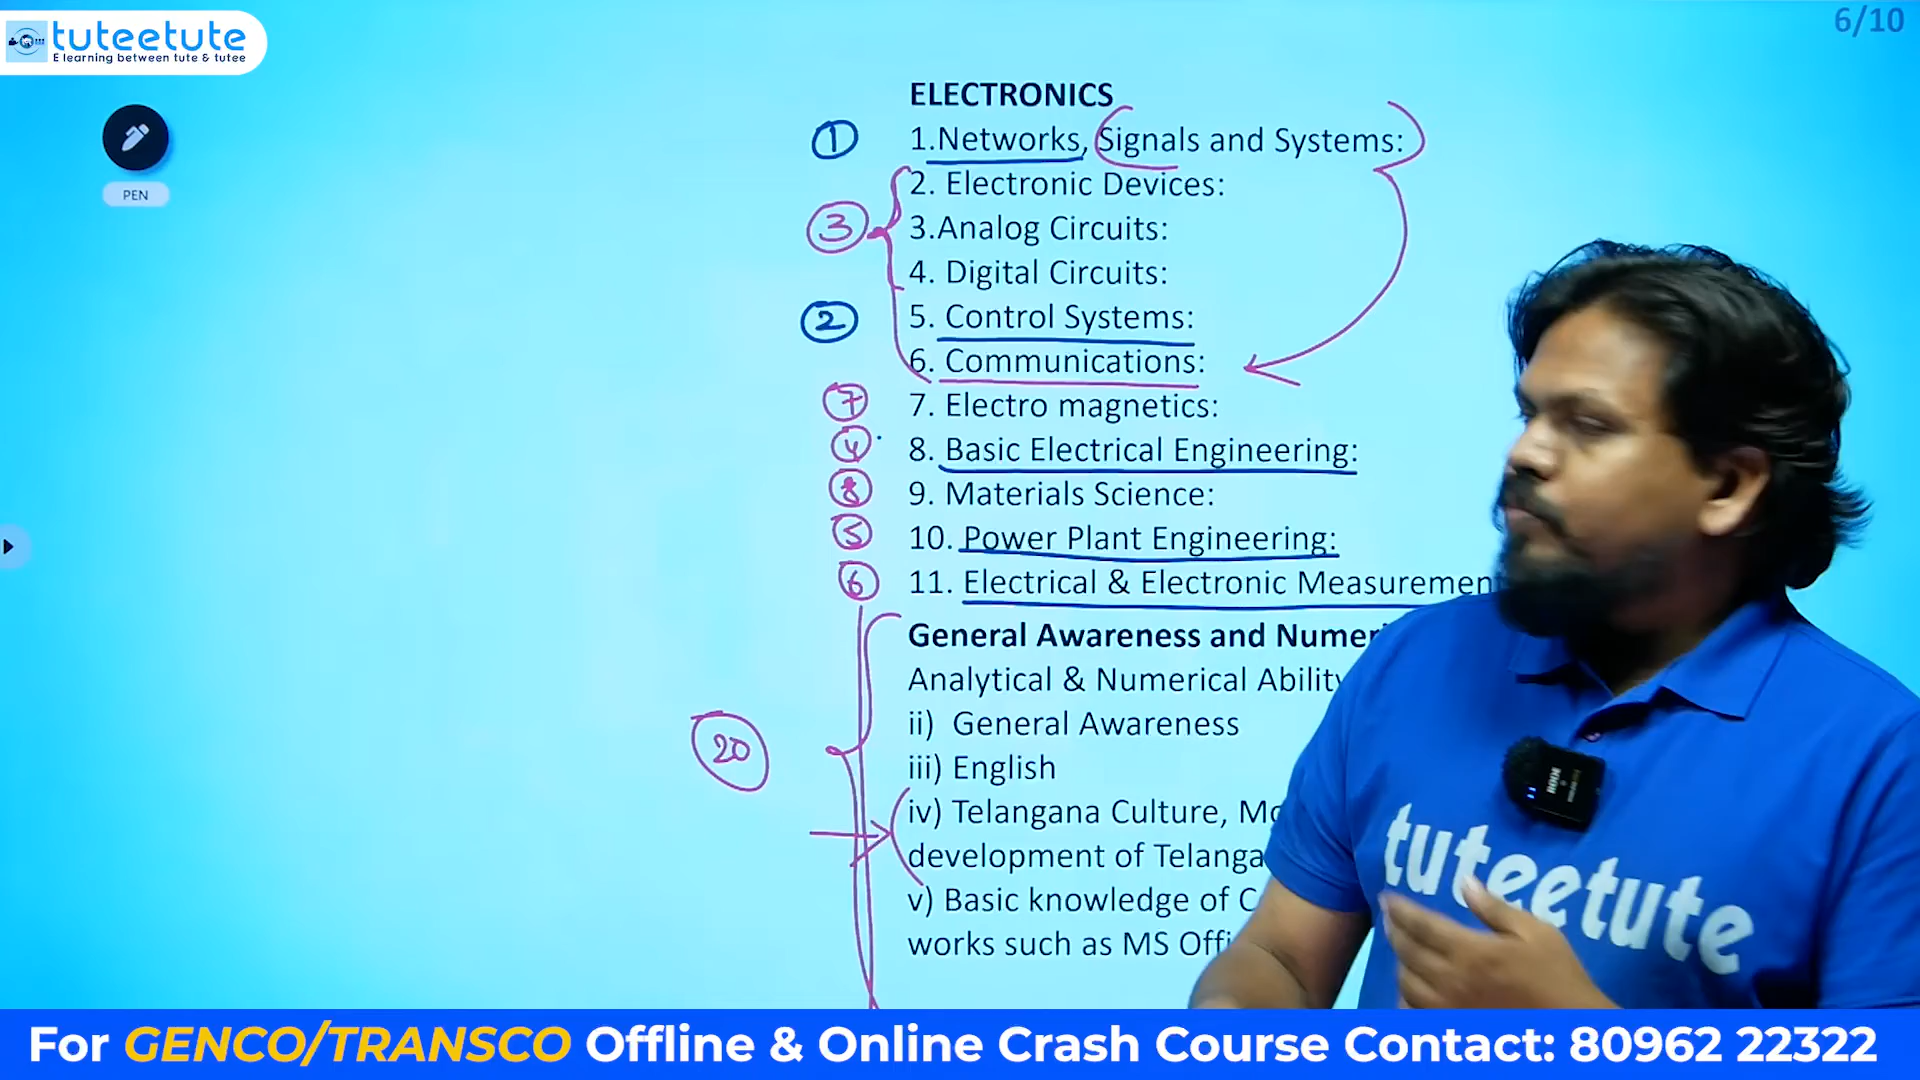 tuteetute
E learning between tute & tutee
6/10
PEN
ELECTRONICS
1 1.Networks, Signals and Systems:
2. Electronic Devices:
3 3.Analog Circuits:
4. Digital Circuits:
2 5. Control Systems:
6. Communications:
7 7. Electro magnetics:
4 8. Basic Electrical Engineering:
8 9. Materials Science:
5 10. Power Plant Engineering:
6 11. Electrical & Electronic Measuremen
General Awareness and Numeri
Analytical & Numerical Ability
ii) General Awareness
20
iii) English
iv) Telangana Culture, Mo
development of Telanga
v) Basic knowledge of C
works such as MS Offi
RODE
tuteetute
For GENCO/TRANSCO Offline & Online Crash Course Contact: 80962 22322